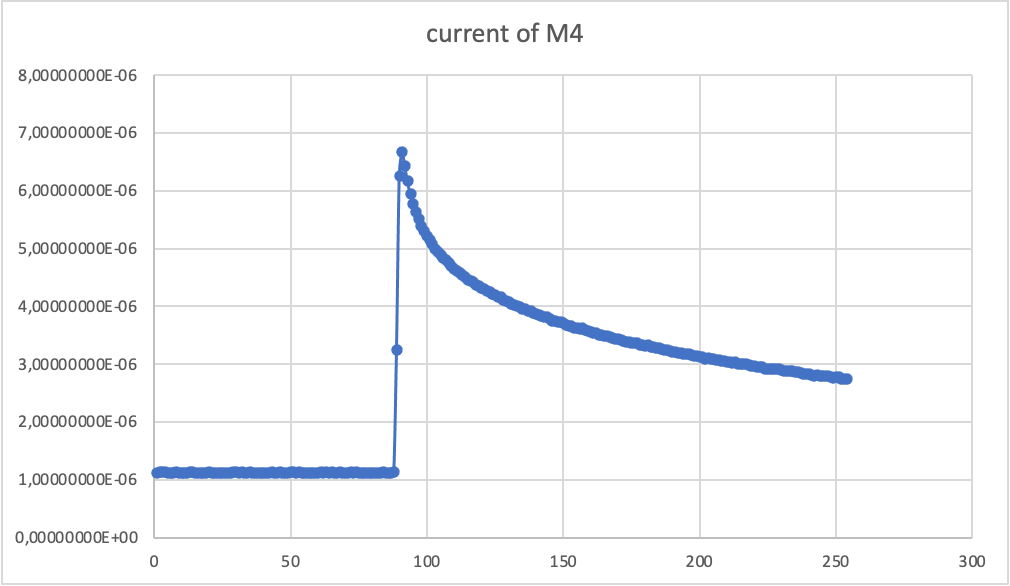 current of M4
8,00000000E-06
7,00000000E-06
6,00000000E-06
5,00000000E-06
4,00000000E-06
3,00000000E-06
2,00000000E-06
1,00000000E-06
0,00000000E+00
0 50 100 150 200 250 300